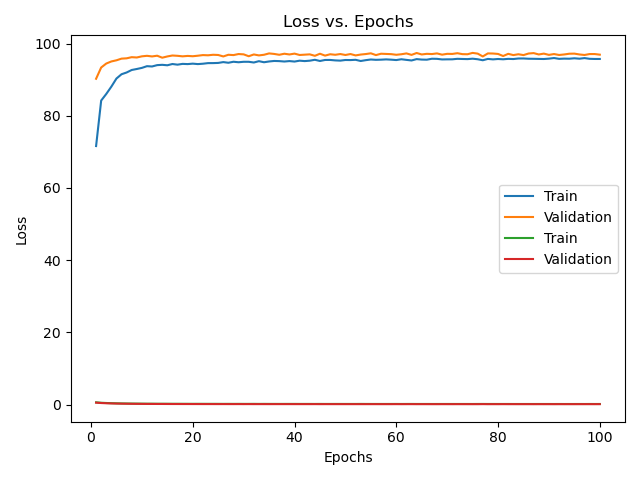 Loss vs. Epochs
100
80
60
40
20
0
Loss
Train
Validation
Train
Validation
0 20 40 60 80 100
Epochs